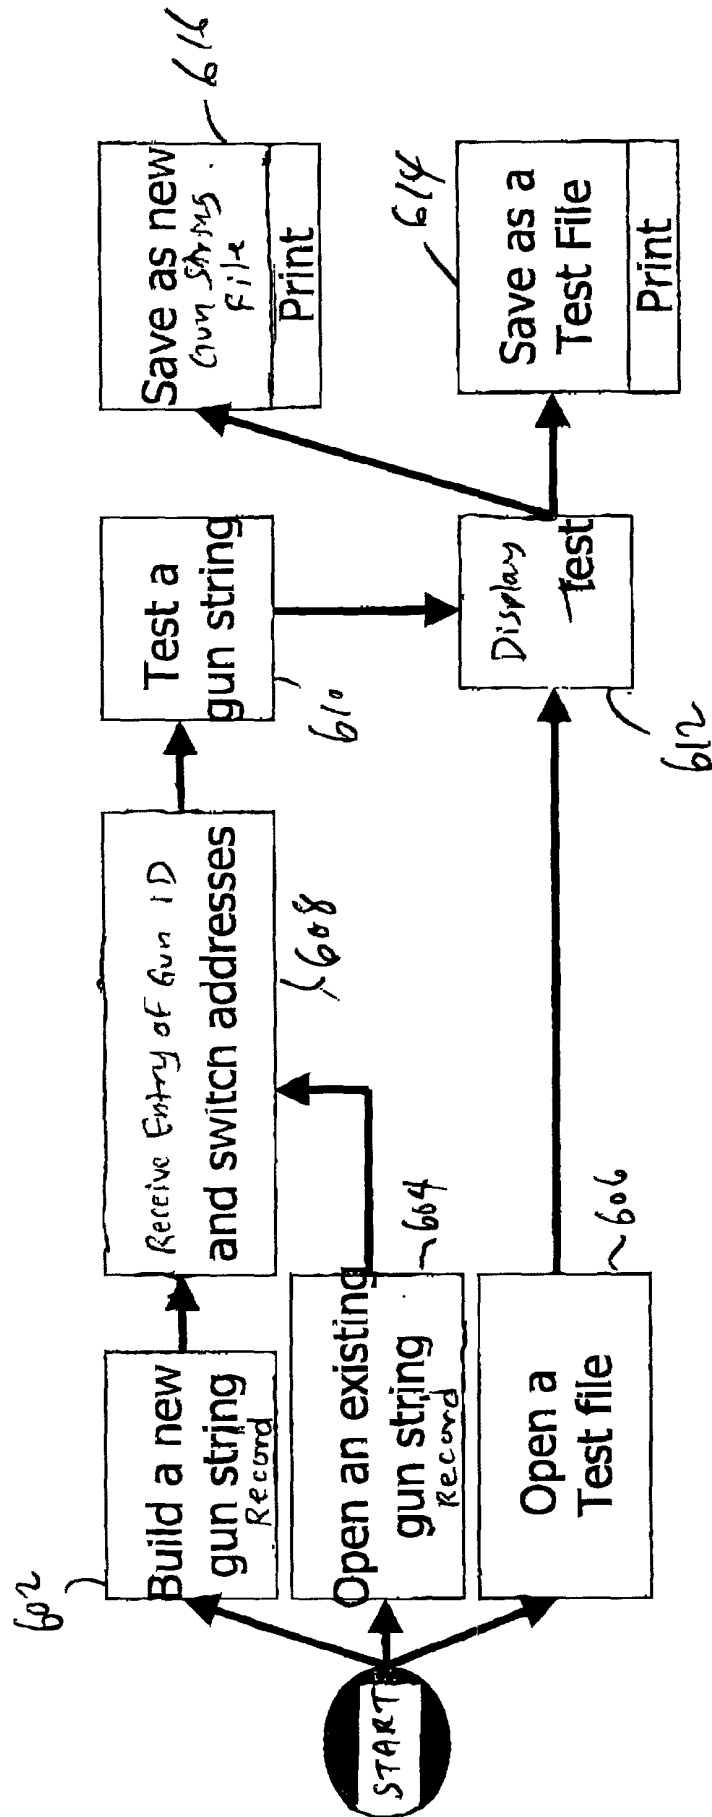 START
602
Build a new
gun string
Record
Open an existing
gun string
Record
604
Open a
Test file
606
Receive Entry of Gun ID
and switch addresses
608
Test a
gun string
610
Display
Test
612
Save as new
Gun String
File
Print
616
Save as a
Test File
Print
614